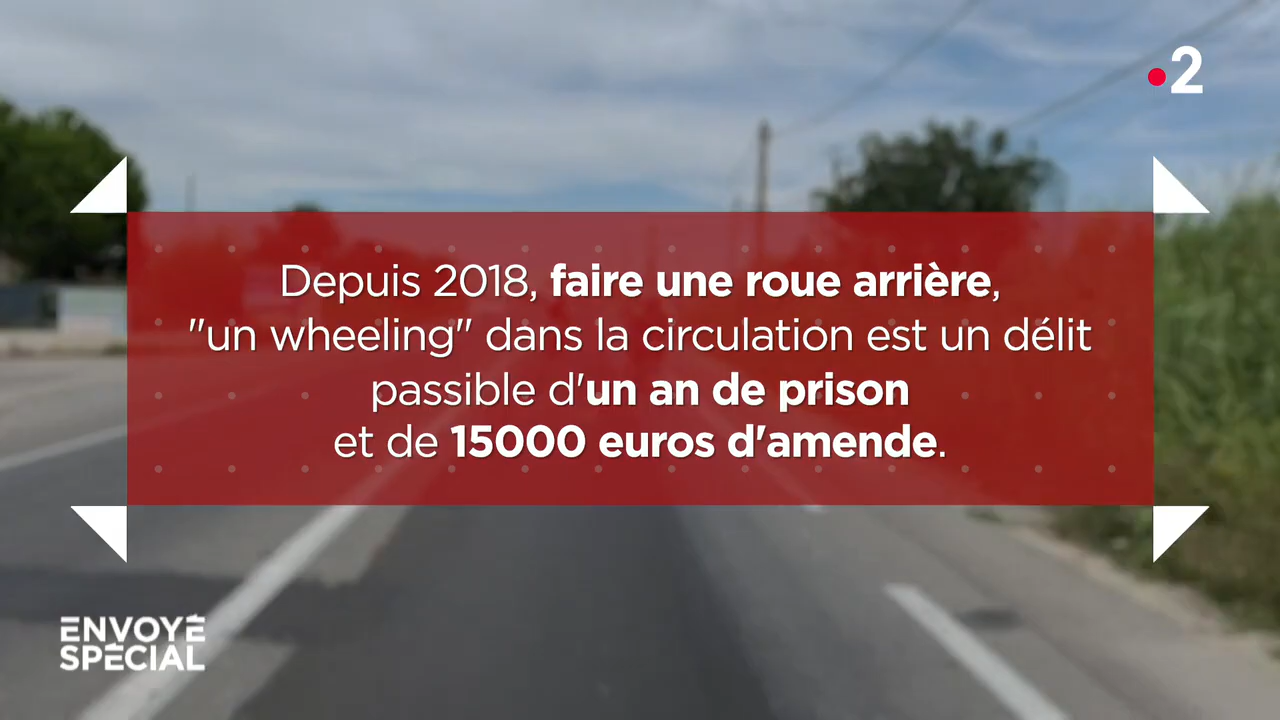 2
Depuis 2018, faire une roue arrière,
"un wheeling" dans la circulation est un délit
passible d'un an de prison
et de 15000 euros d'amende.
ENVOYÉ
SPÉCIAL